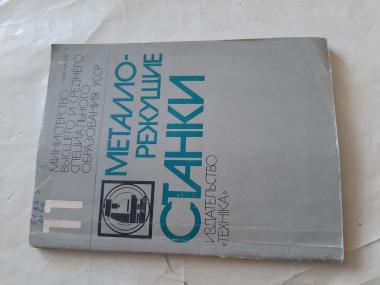 МИНИСТЕРСТВО
ВЫСШЕГО И СРЕДНЕГО
СПЕЦИАЛЬНОГО
ОБРАЗОВАНИЯ УССР
МЕТАЛЛО-
РЕЖУЩИЕ
СТАНКИ
11
ИЗДАТЕЛЬСТВО
«ТЕХНІКА»